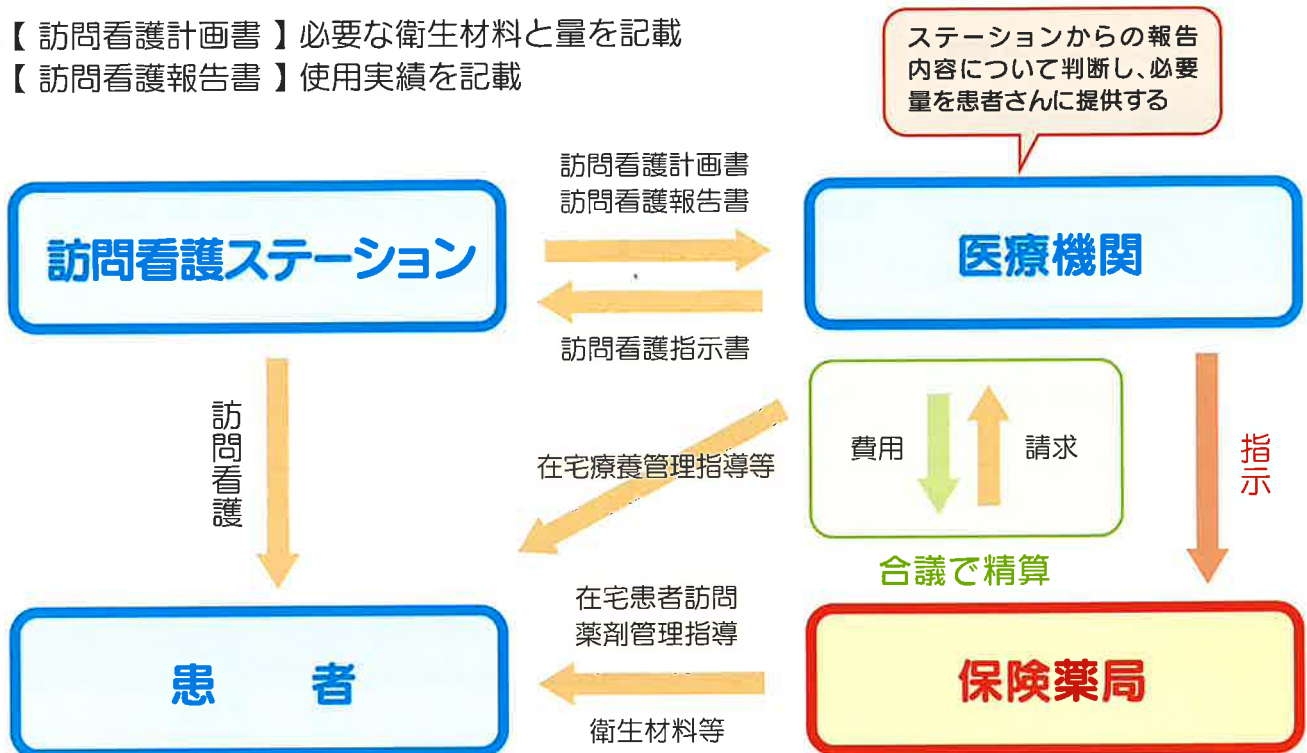 【 訪問看護計画書 】必要な衛生材料と量を記載
【 訪問看護報告書 】使用実績を記載
ステーションからの報告
内容について判断し、必要
量を患者さんに提供する
訪問看護計画書
訪問看護報告書
訪問看護ステーション
医療機関
訪問看護指示書
訪問看護
在宅療養管理指導等
費用
請求
指示
合議で精算
在宅患者訪問
薬剤管理指導
患 者
保険薬局
衛生材料等